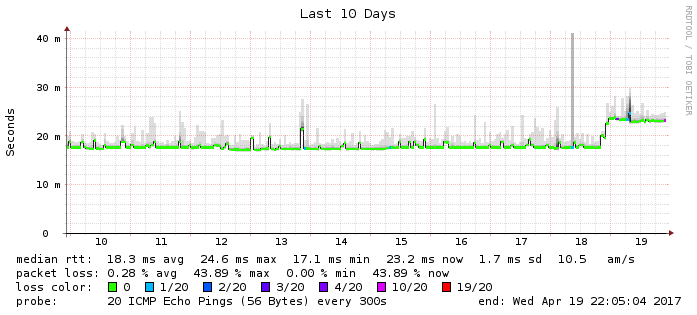 Last 10 Days
RRDTOOL / TOBI OETIKER
Seconds
40 m
30 m
20 m
10 m
0
10 11 12 13 14 15 16 17 18 19
median rtt: 18.3 ms avg 24.6 ms max 17.1 ms min 23.2 ms now 1.7 ms sd 10.5 am/s
packet loss: 0.28 % avg 43.89 % max 0.00 % min 43.89 % now
loss color: 0 1/20 2/20 3/20 4/20 10/20 19/20
probe: 20 ICMP Echo Pings (56 Bytes) every 300s end: Wed Apr 19 22:05:04 2017